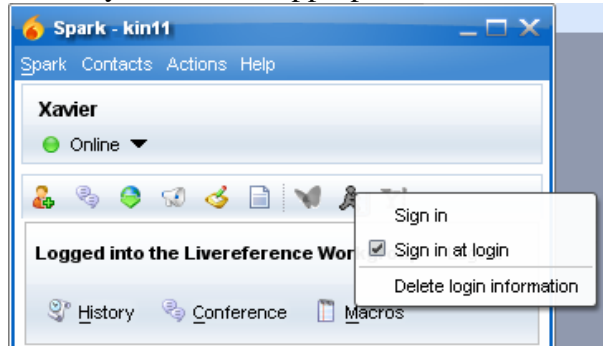 Spark - kin11
Spark Contacts Actions Help
Xavier
Online
Sign in
Logged into the Livereference
Sign in at login
Delete login information
History Conference Macros